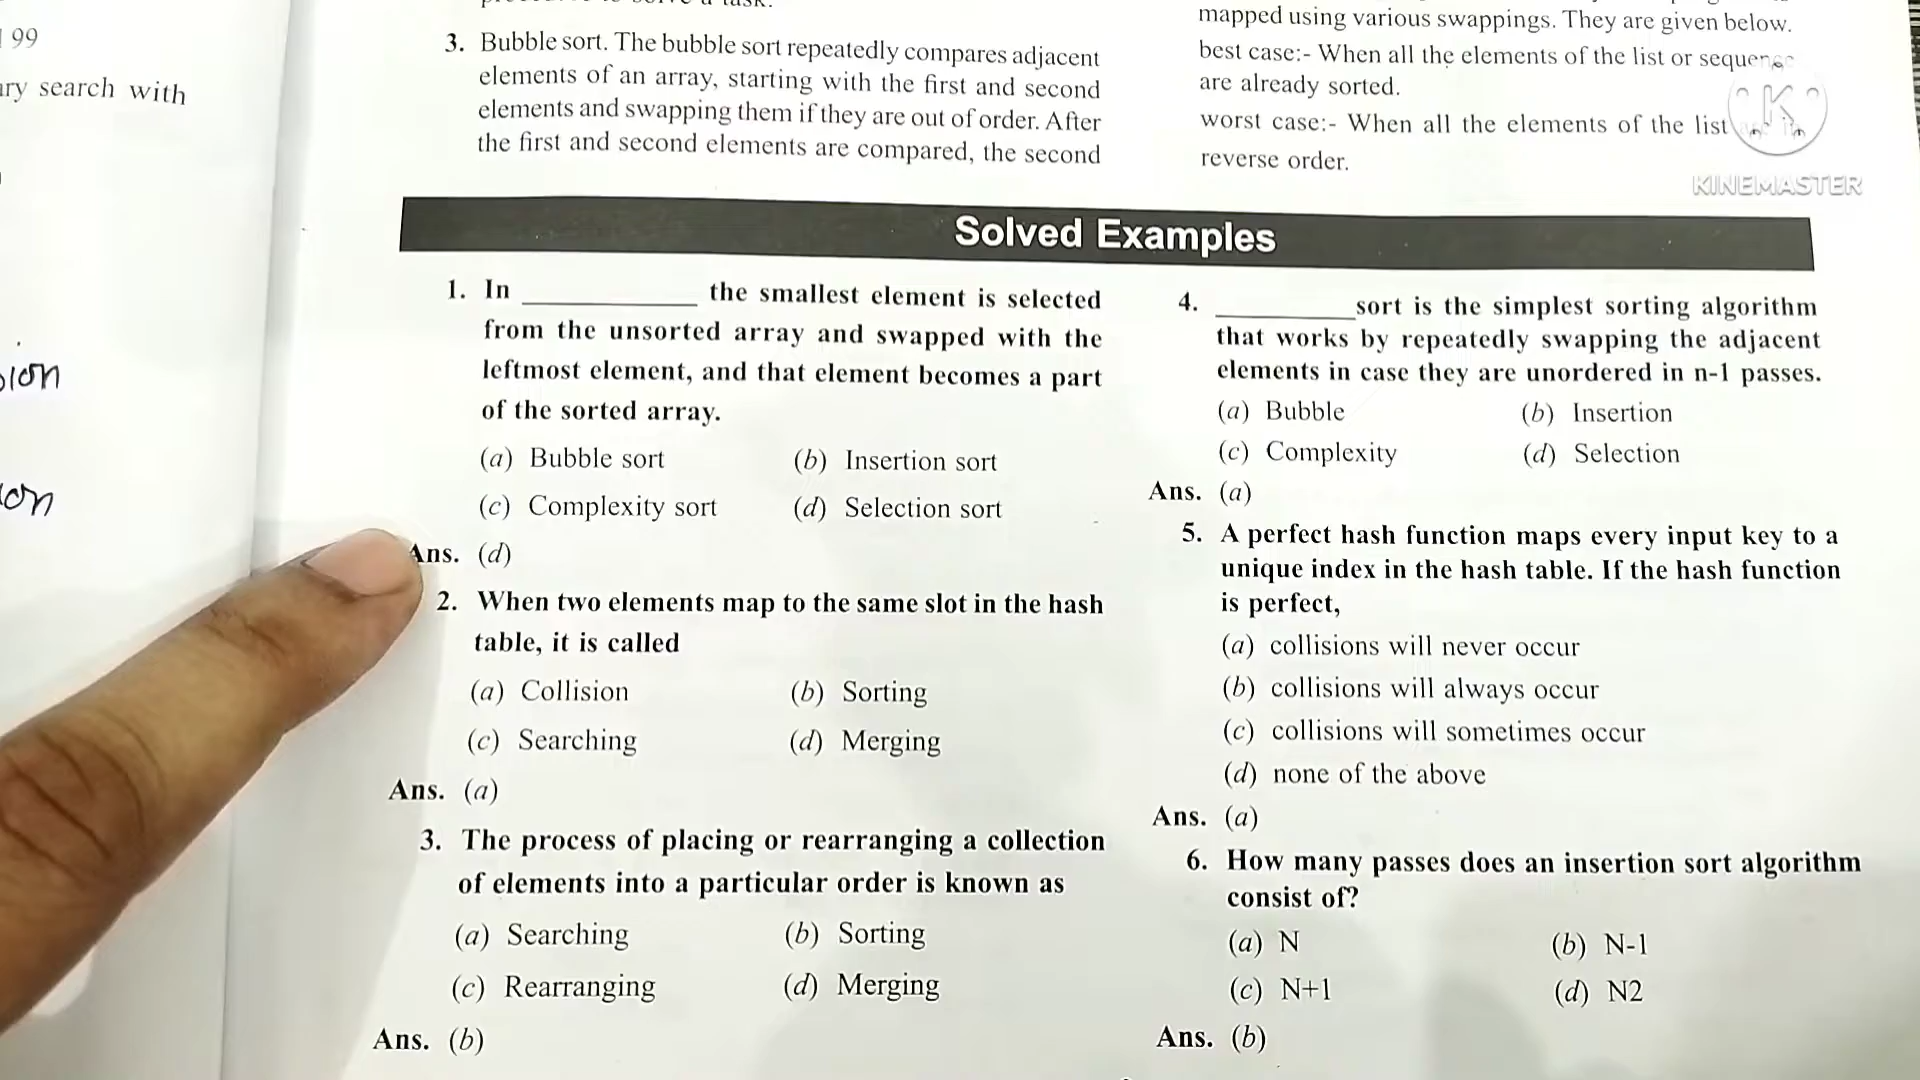 199
ary search with
sion
ion
3. Bubble sort. The bubble sort repeatedly compares adjacent
elements of an array, starting with the first and second
elements and swapping them if they are out of order. After
the first and second elements are compared, the second
mapped using various swappings. They are given below.
best case:- When all the elements of the list or sequence
are already sorted.
worst case:- When all the elements of the list
reverse order.
K
KINEMASTER
Solved Examples
1. In ____________ the smallest element is selected
from the unsorted array and swapped with the
leftmost element, and that element becomes a part
of the sorted array.
(a) Bubble sort (b) Insertion sort
(c) Complexity sort (d) Selection sort
Ans. (d)
2. When two elements map to the same slot in the hash
table, it is called
(a) Collision (b) Sorting
(c) Searching (d) Merging
Ans. (a)
3. The process of placing or rearranging a collection
of elements into a particular order is known as
(a) Searching (b) Sorting
(c) Rearranging (d) Merging
Ans. (b)
4. __________sort is the simplest sorting algorithm
that works by repeatedly swapping the adjacent
elements in case they are unordered in n-1 passes.
(a) Bubble (b) Insertion
(c) Complexity (d) Selection
Ans. (a)
5. A perfect hash function maps every input key to a
unique index in the hash table. If the hash function
is perfect,
(a) collisions will never occur
(b) collisions will always occur
(c) collisions will sometimes occur
(d) none of the above
Ans. (a)
6. How many passes does an insertion sort algorithm
consist of?
(a) N (b) N-1
(c) N+1 (d) N2
Ans. (b)